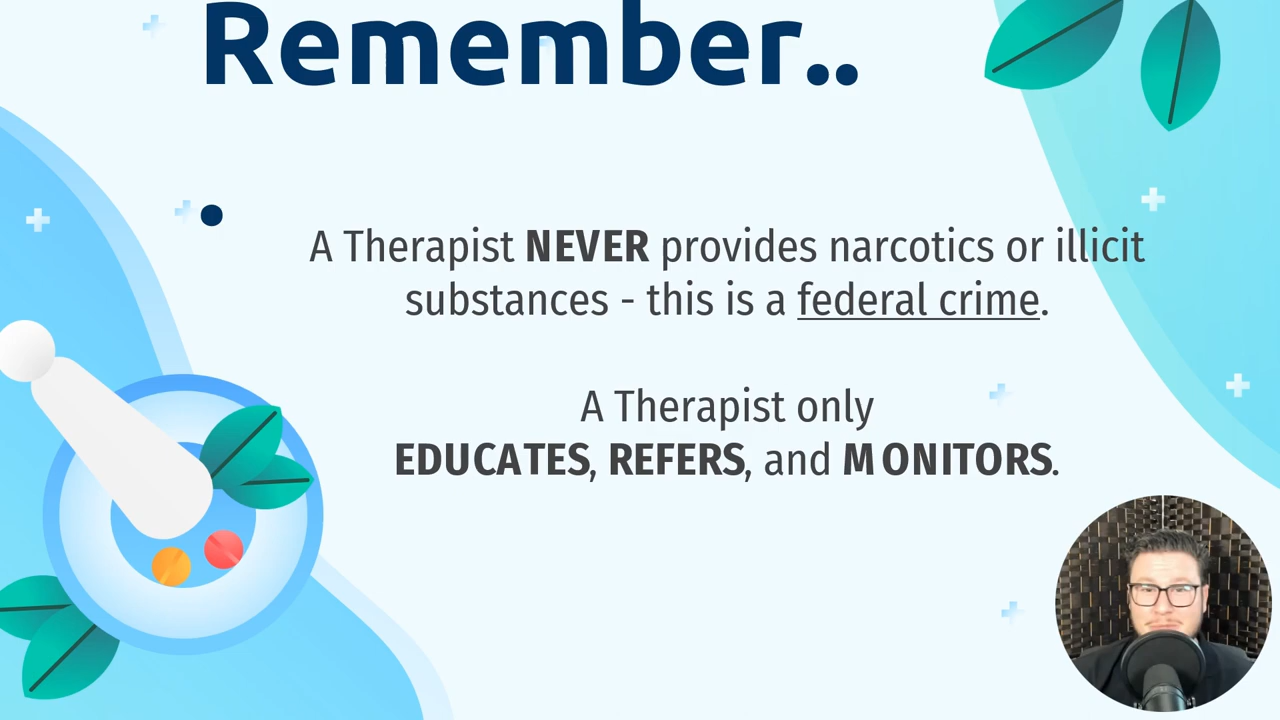 Remember..
• A Therapist NEVER provides narcotics or illicit
substances - this is a federal crime.
A Therapist only
EDUCATES, REFERS, and MONITORS.